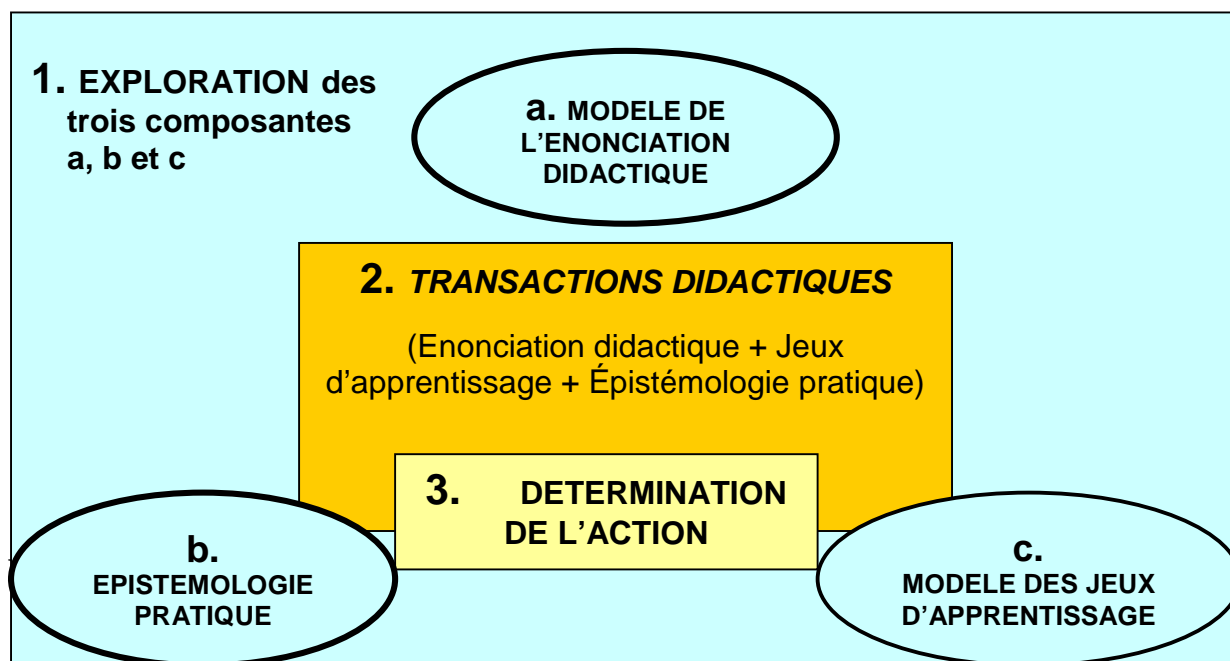 1. EXPLORATION des
trois composantes
a, b et c
a. MODELE DE
L’ENONCIATION
DIDACTIQUE
2. TRANSACTIONS DIDACTIQUES
(Enonciation didactique + Jeux
d’apprentissage + Épistémologie pratique)
3. DETERMINATION
DE L’ACTION
b.
EPISTEMOLOGIE
PRATIQUE
c.
MODELE DES JEUX
D’APPRENTISSAGE